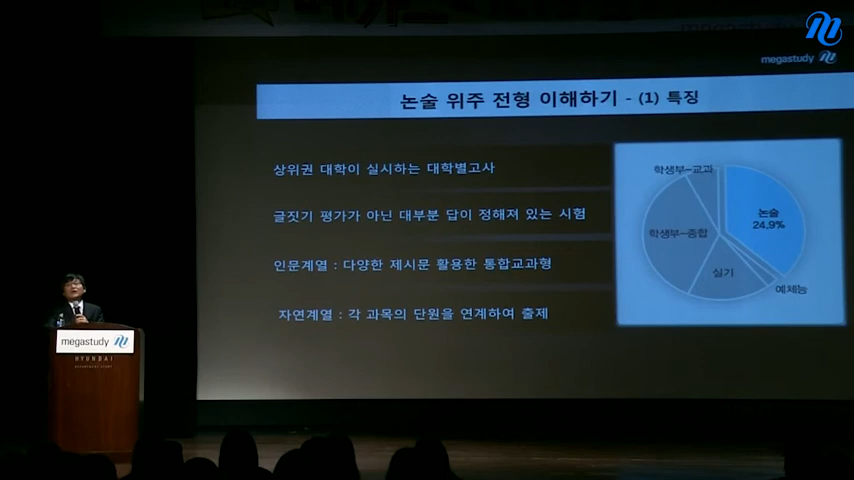 megastudy
논술 위주 전형 이해하기 - (1) 특징
상위권 대학이 실시하는 대학별고사
글짓기 평가가 아닌 대부분 답이 정해져 있는 시험
인문계열 : 다양한 제시문 활용한 통합교과형
자연계열 : 각 과목의 단원을 연계하여 출제
학생부-교과
논술
24.9%
학생부-종합
실기
예체능
megastudy
HYUNDAI
DEPARTMENT STORE